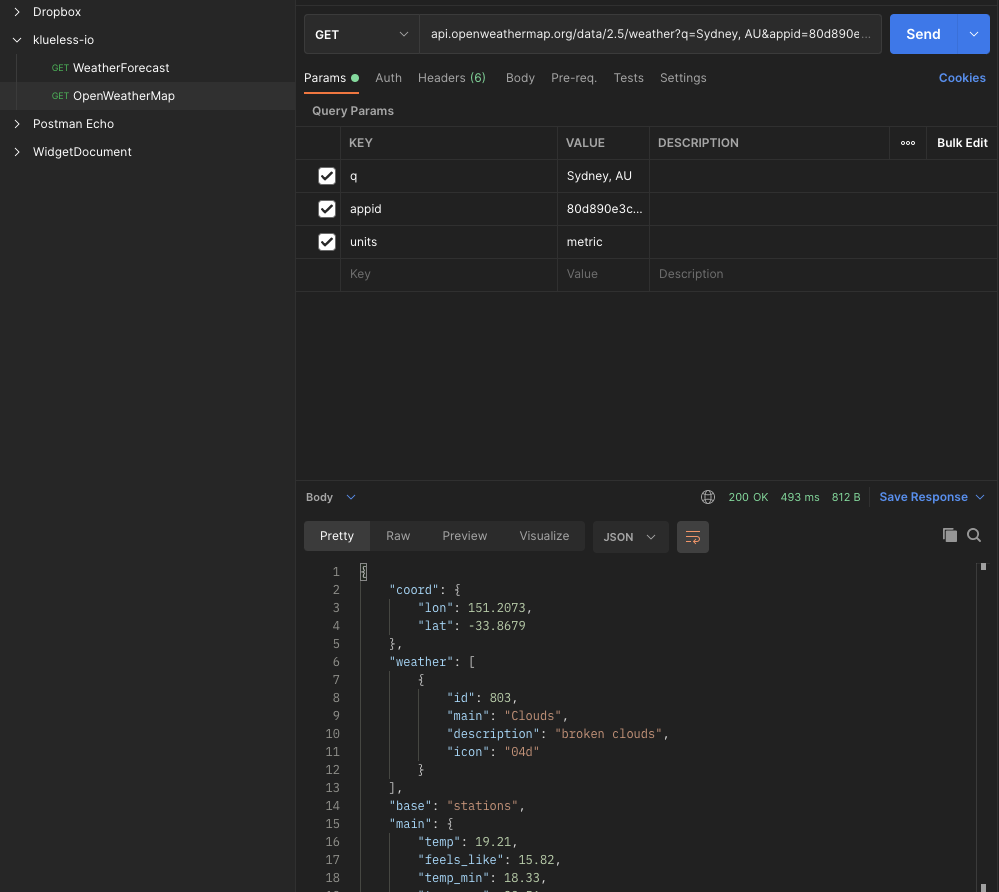 Dropbox
klueless-io
GET WeatherForecast
GET OpenWeatherMap
Postman Echo
WidgetDocument
GET
api.openweathermap.org/data/2.5/weather?q=Sydney, AU&appid=80d890e...
Send
Params
Auth
Headers (6)
Body
Pre-req.
Tests
Settings
Cookies
Query Params
KEY VALUE DESCRIPTION Bulk Edit
q Sydney, AU
appid 80d890e3c...
units metric
Key Value Description
Body
200 OK 493 ms 812 B Save Response
Pretty Raw Preview Visualize JSON
1 {
2 "coord": {
3 "lon": 151.2073,
4 "lat": -33.8679
5 },
6 "weather": [
7 {
8 "id": 803,
9 "main": "Clouds",
10 "description": "broken clouds",
11 "icon": "04d"
12 }
13 ],
14 "base": "stations",
15 "main": {
16 "temp": 19.21,
17 "feels_like": 15.82,
18 "temp_min": 18.33,